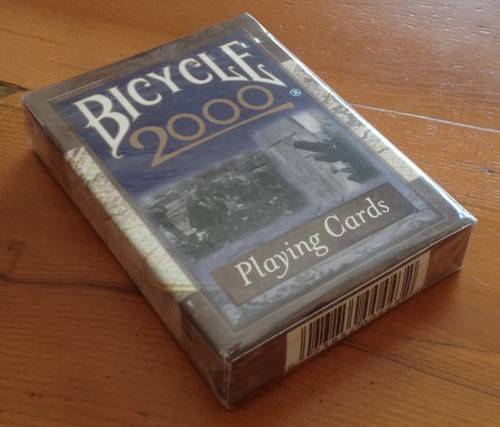 BICYCLE
2000
®
Playing Cards